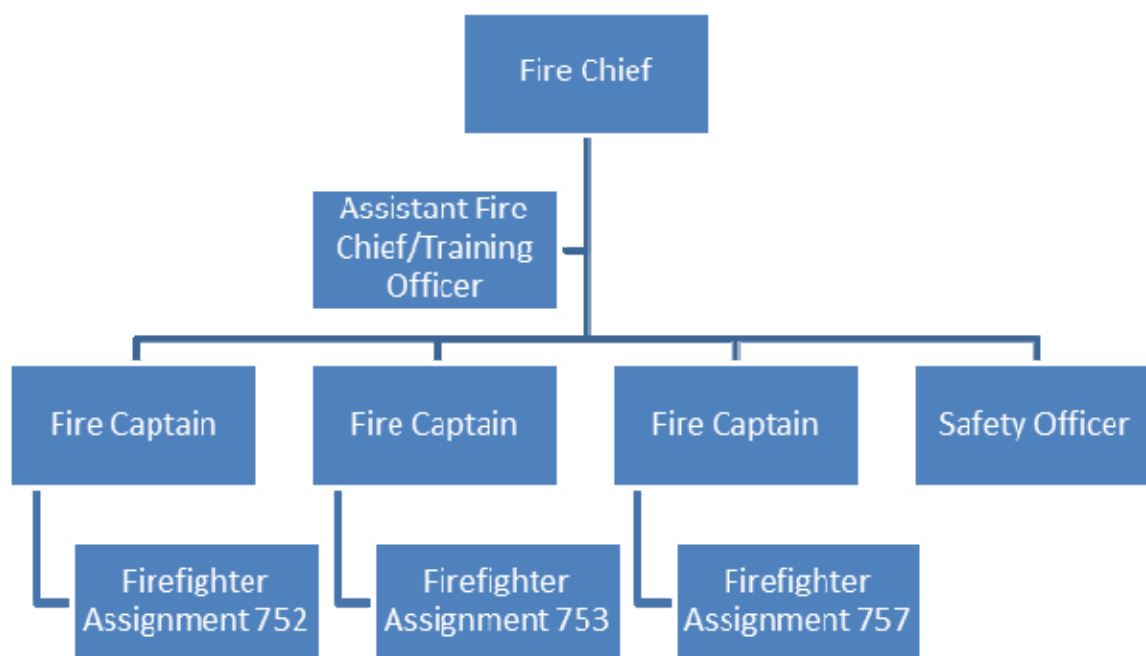 Fire Chief
Assistant Fire
Chief/Training
Officer
Fire Captain
Fire Captain
Fire Captain
Safety Officer
Firefighter
Assignment 752
Firefighter
Assignment 753
Firefighter
Assignment 757